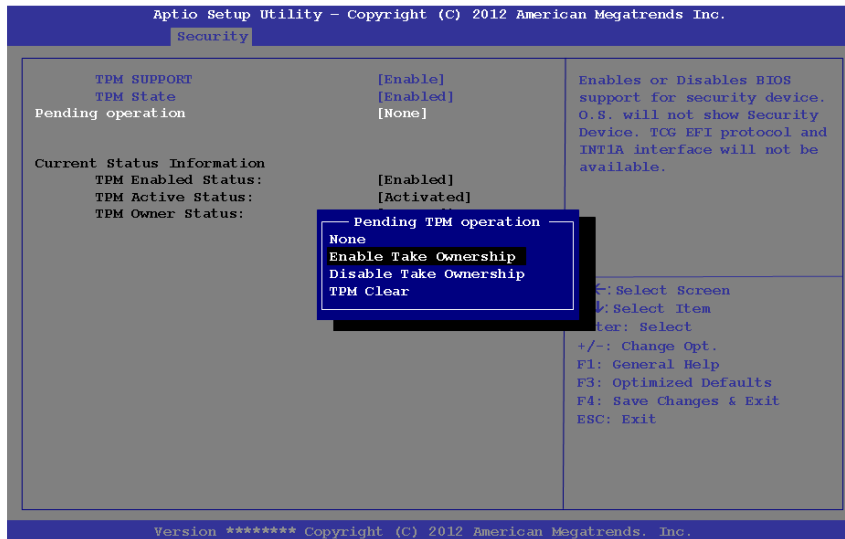 Aptio Setup Utility – Copyright (C) 2012 American Megatrends Inc.
Security
TPM SUPPORT [Enable]
TPM State [Enabled]
Pending operation [None]
Current Status Information
TPM Enabled Status: [Enabled]
TPM Active Status: [Activated]
TPM Owner Status:
Pending TPM operation
None
Enable Take Ownership
Disable Take Ownership
TPM Clear
Enables or Disables BIOS
support for security device.
O.S. will not show Security
Device. TCG EFI protocol and
INT1A interface will not be
available.
←:Select Screen
↓:Select Item
ter: Select
+/-: Change Opt.
F1: General Help
F3: Optimized Defaults
F4: Save Changes & Exit
ESC: Exit
Version ******** Copyright (C) 2012 American Megatrends. Inc.